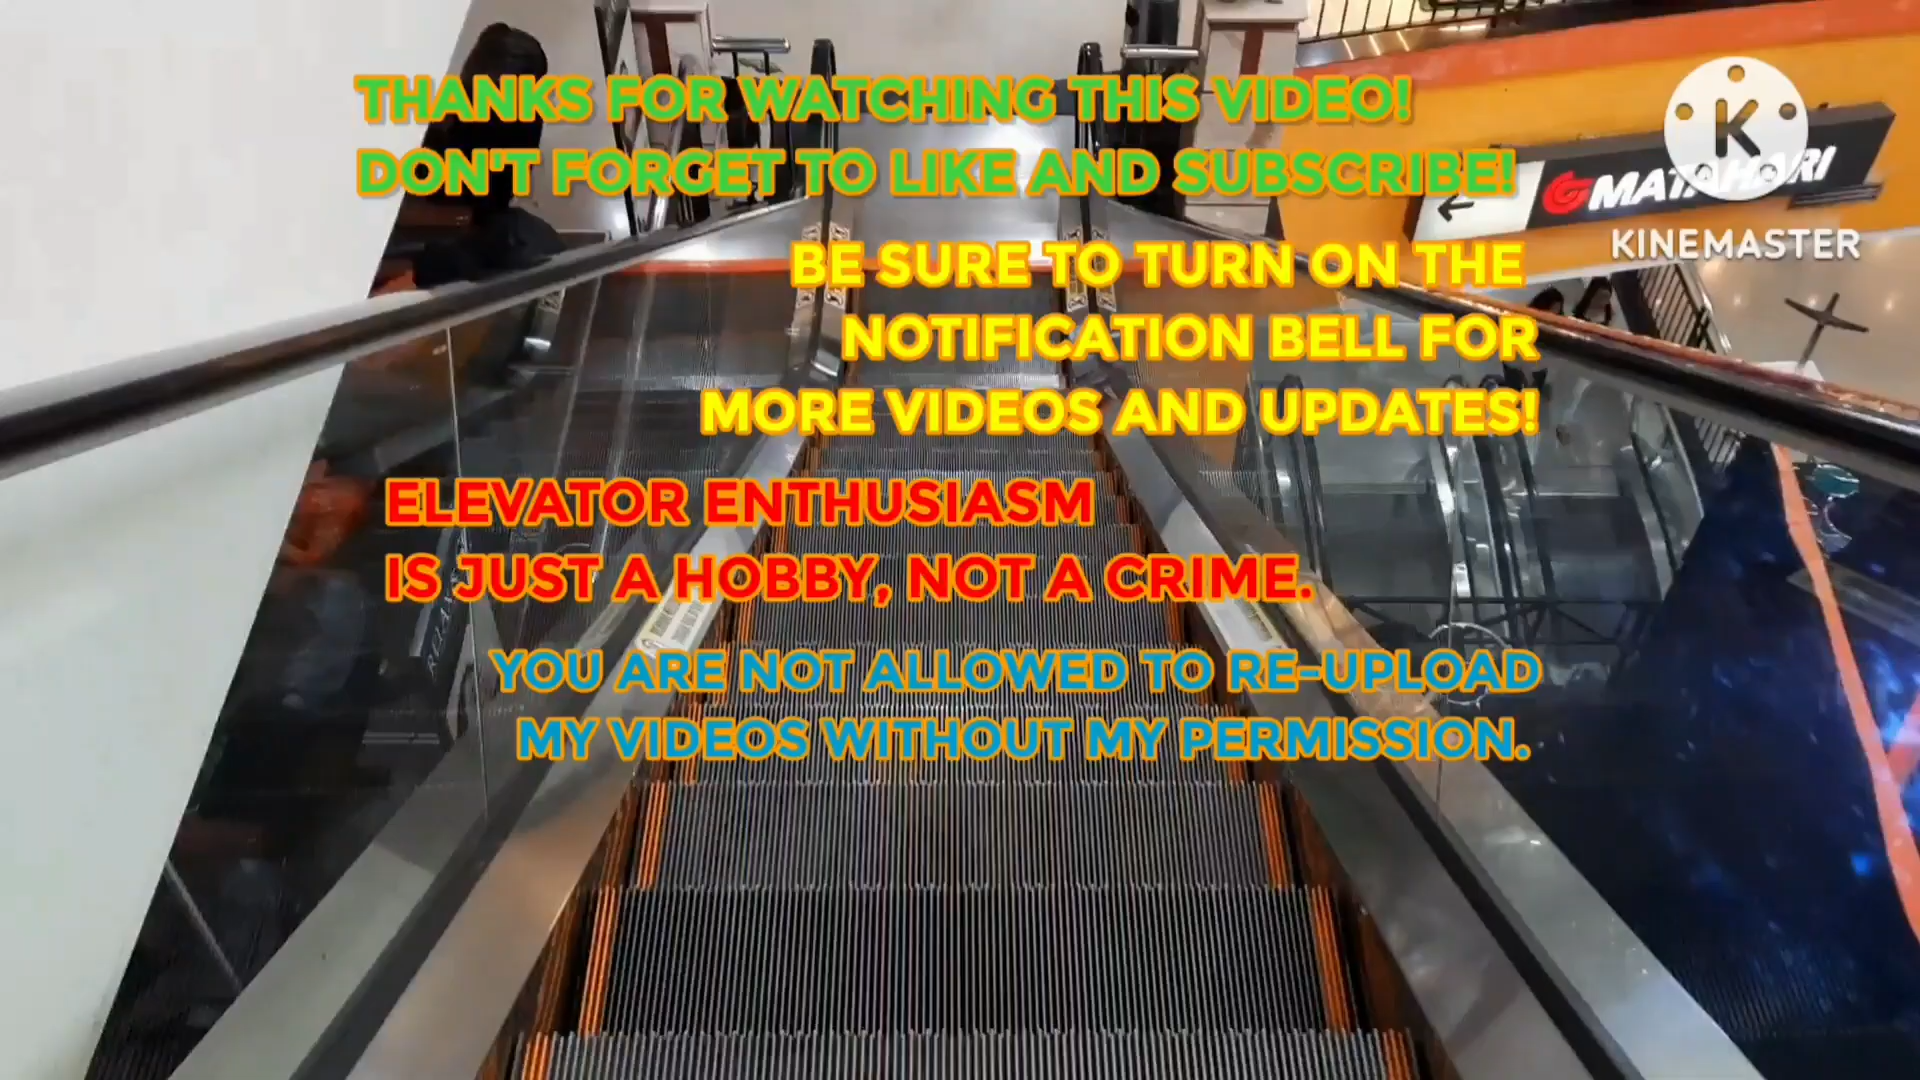 THANKS FOR WATCHING THIS VIDEO!
DON'T FORGET TO LIKE AND SUBSCRIBE!
BE SURE TO TURN ON THE
NOTIFICATION BELL FOR
MORE VIDEOS AND UPDATES!
ELEVATOR ENTHUSIASM
IS JUST A HOBBY, NOT A CRIME.
YOU ARE NOT ALLOWED TO RE-UPLOAD
MY VIDEOS WITHOUT MY PERMISSION.
K
KINEMASTER
MATAHARI